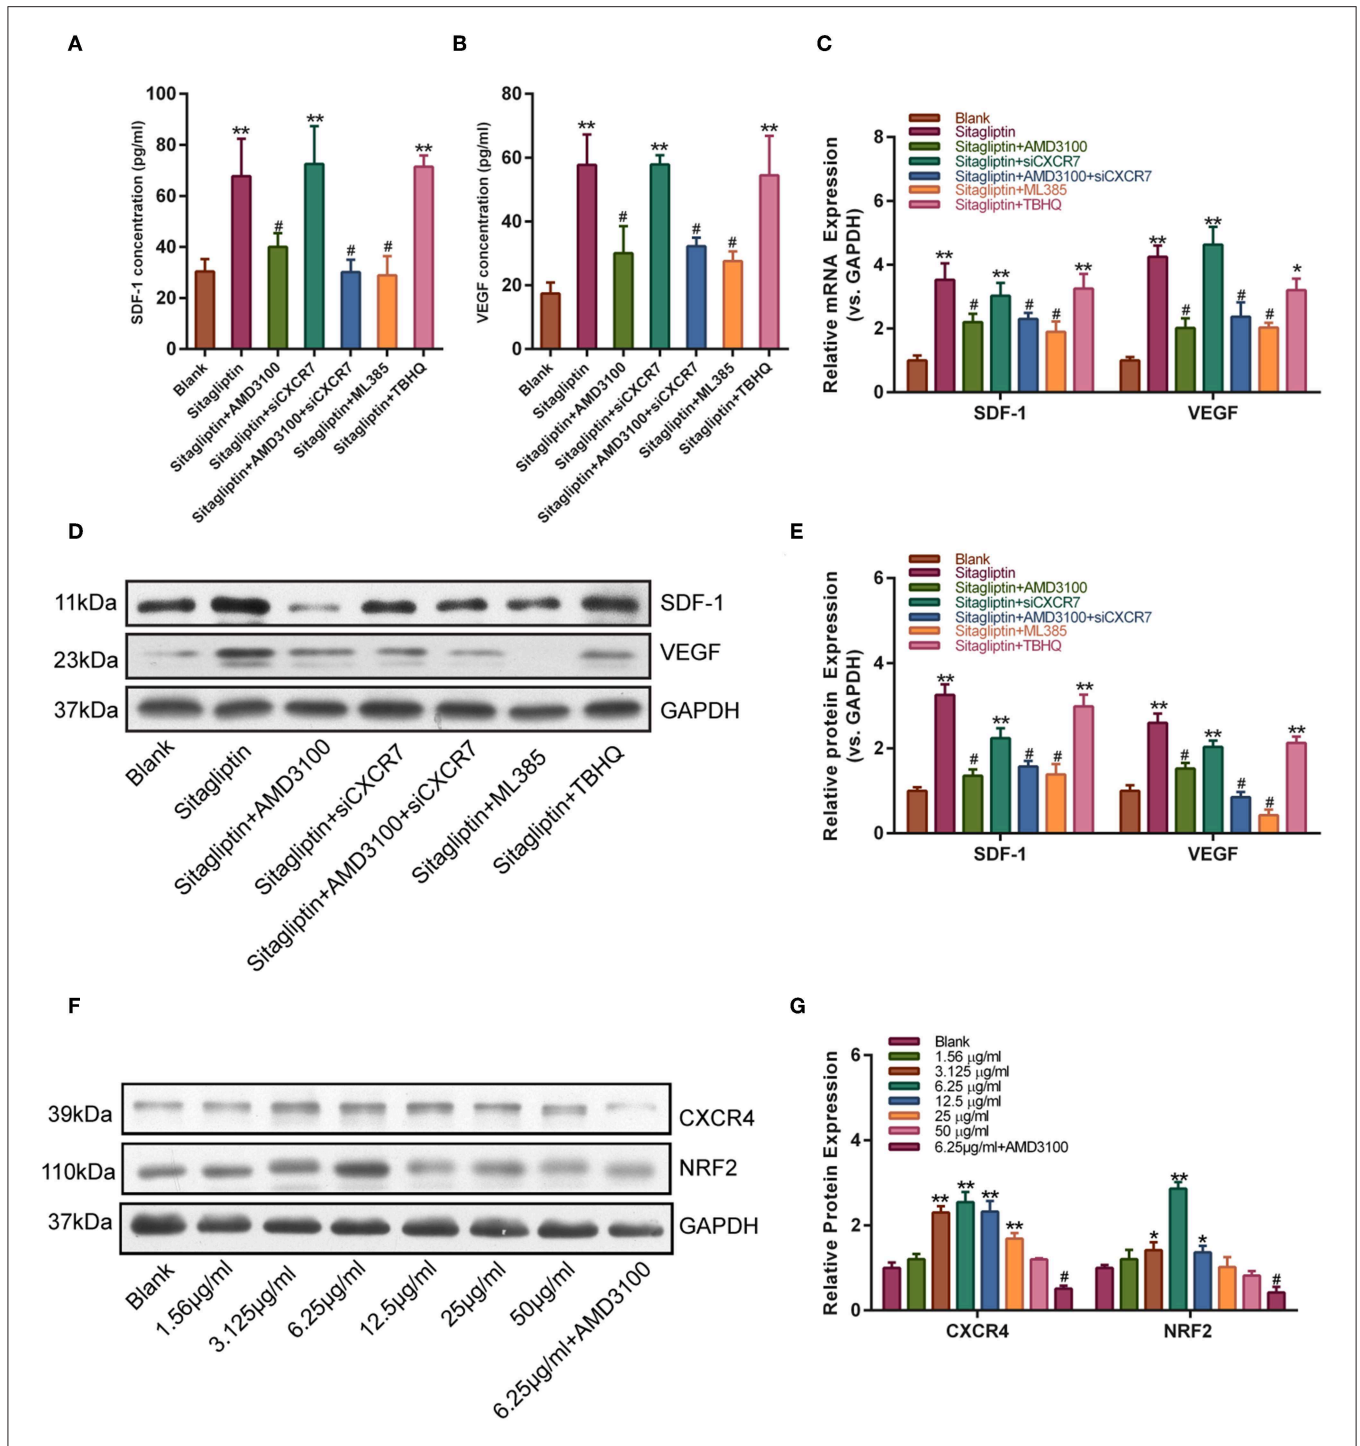 A
SDF-1 concentration (pg/ml)
100
80
60
40
20
0
**
#
**
#
#
**
Blank
Sitagliptin
Sitagliptin+AMD3100
Sitagliptin+siCXCR7
Sitagliptin+AMD3100+siCXCR7
Sitagliptin+ML385
Sitagliptin+TBHQ
B
VEGF concentration (pg/ml)
80
60
40
20
0
**
#
**
#
#
**
Blank
Sitagliptin
Sitagliptin+AMD3100
Sitagliptin+siCXCR7
Sitagliptin+AMD3100+siCXCR7
Sitagliptin+ML385
Sitagliptin+TBHQ
C
Relative mRNA Expression
(vs. GAPDH)
8
6
4
2
0
Blank
Sitagliptin
Sitagliptin+AMD3100
Sitagliptin+siCXCR7
Sitagliptin+AMD3100+siCXCR7
Sitagliptin+ML385
Sitagliptin+TBHQ
**
#
**
#
#
**
**
#
**
#
#
*
SDF-1
VEGF
D
11kDa
SDF-1
23kDa
VEGF
37kDa
GAPDH
Blank
Sitagliptin
Sitagliptin+AMD3100
Sitagliptin+siCXCR7
Sitagliptin+AMD3100+siCXCR7
Sitagliptin+ML385
Sitagliptin+TBHQ
E
Relative protein Expression
(vs. GAPDH)
6
4
2
0
Blank
Sitagliptin
Sitagliptin+AMD3100
Sitagliptin+siCXCR7
Sitagliptin+AMD3100+siCXCR7
Sitagliptin+ML385
Sitagliptin+TBHQ
**
#
**
#
#
**
**
#
**
#
#
**
SDF-1
VEGF
F
39kDa
CXCR4
110kDa
NRF2
37kDa
GAPDH
Blank
1.56µg/ml
3.125µg/ml
6.25µg/ml
12.5µg/ml
25µg/ml
50µg/ml
6.25µg/ml+AMD3100
G
Relative Protein Expression
6
4
2
0
Blank
1.56 µg/ml
3.125 µg/ml
6.25 µg/ml
12.5 µg/ml
25 µg/ml
50 µg/ml
6.25µg/ml+AMD3100
**
**
**
**
#
*
**
*
#
CXCR4
NRF2